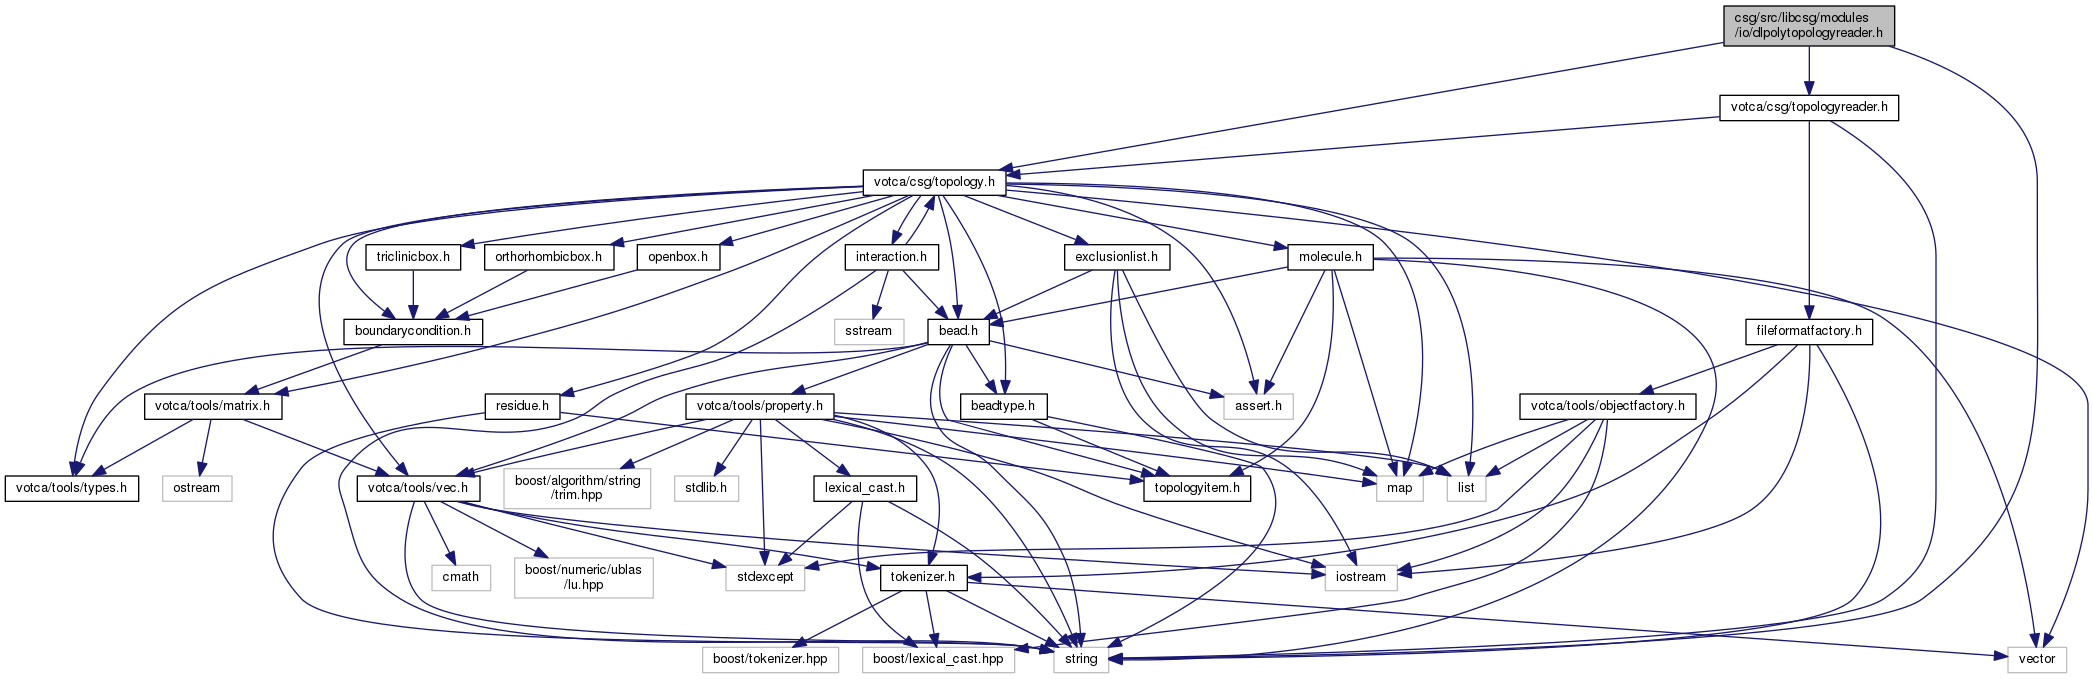 csg/src/libcsg/modules
/io/dlpolytopologyreader.h
votca/csg/topologyreader.h
votca/csg/topology.h
triclinicbox.h
orthorhombicbox.h
openbox.h
interaction.h
exclusionlist.h
molecule.h
boundarycondition.h
sstream
bead.h
fileformatfactory.h
votca/tools/matrix.h
residue.h
votca/tools/property.h
beadtype.h
assert.h
votca/tools/objectfactory.h
votca/tools/types.h
ostream
votca/tools/vec.h
boost/algorithm/string
/trim.hpp
stdlib.h
lexical_cast.h
topologyitem.h
map
list
cmath
boost/numeric/ublas
/lu.hpp
stdexcept
tokenizer.h
iostream
boost/tokenizer.hpp
boost/lexical_cast.hpp
string
vector